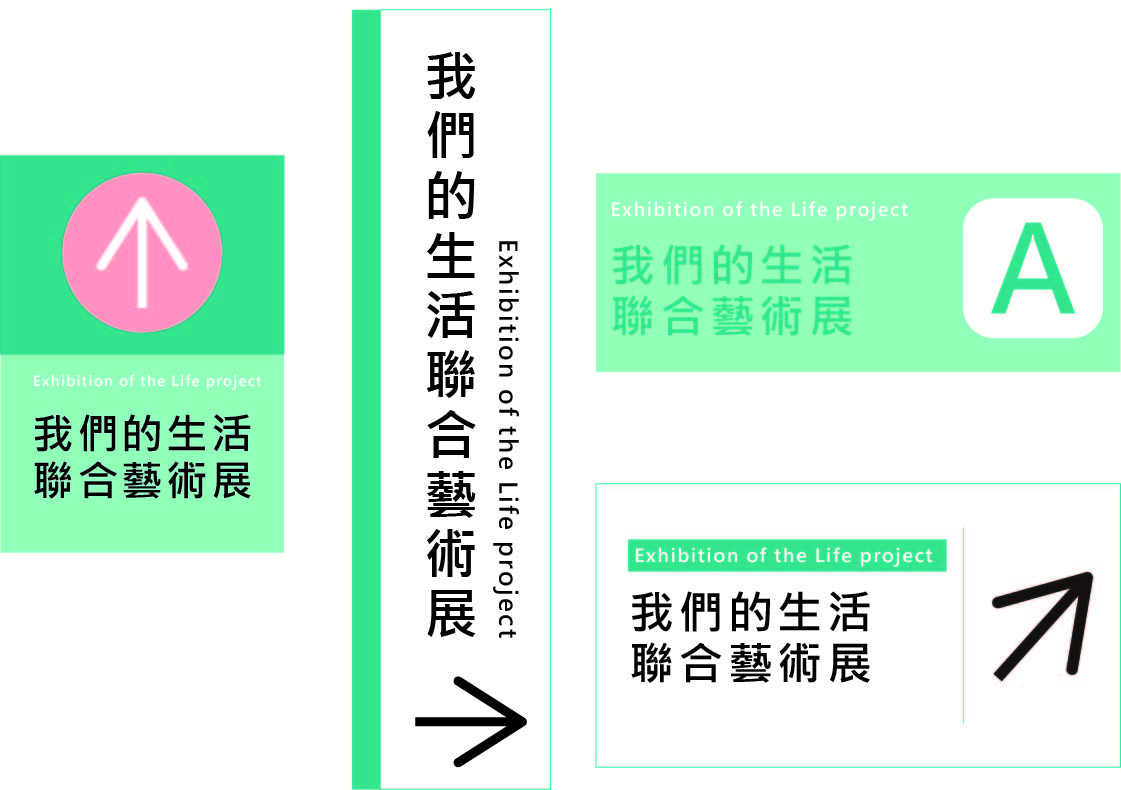 Exhibition of the Life project
我們的生活
聯合藝術展
我們的生活聯合藝術展
Exhibition of the Life project
Exhibition of the Life project
我們的生活
聯合藝術展
A
Exhibition of the Life project
我們的生活
聯合藝術展